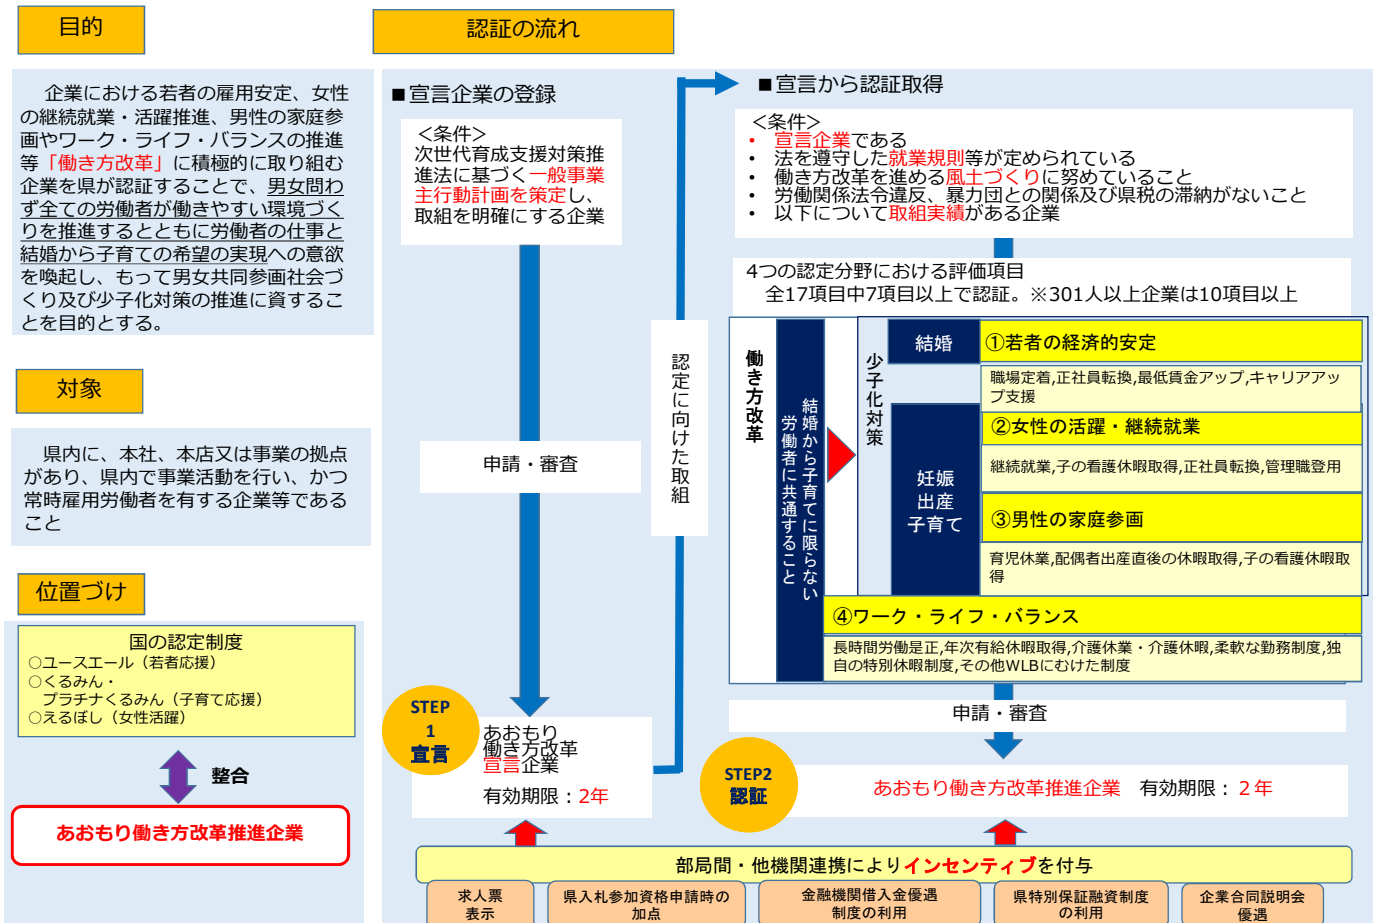 目的
企業における若者の雇用安定、女性
の継続就業・活躍推進、男性の家庭参
画やワーク・ライフ・バランスの推進
等「働き方改革」に積極的に取り組む
企業を県が認証することで、男女問わ
ず全ての労働者が働きやすい環境づく
りを推進するとともに労働者の仕事と
結婚から子育ての希望の実現への意欲
を喚起し、もって男女共同参画社会づ
くり及び少子化対策の推進に資するこ
とを目的とする。
対象
県内に、本社、本店又は事業の拠点
があり、県内で事業活動を行い、かつ
常時雇用労働者を有する企業等である
こと
位置づけ
国の認定制度
○ユースエール（若者応援）
○くるみん・
プラチナくるみん（子育て応援）
○えるぼし（女性活躍）
整合
あおもり働き方改革推進企業
認証の流れ
■宣言企業の登録
＜条件＞
次世代育成支援対策推
進法に基づく一般事業
主行動計画を策定し、
取組を明確にする企業
申請・審査
STEP
1
宣言
あおもり
働き方改革
宣言企業
有効期限：2年
認定に向けた取組
■宣言から認証取得
＜条件＞
• 宣言企業である
• 法を遵守した就業規則等が定められている
• 働き方改革を進める風土づくりに努めていること
• 労働関係法令違反、暴力団との関係及び県税の滞納がないこと
• 以下について取組実績がある企業
4つの認定分野における評価項目
全17項目中7項目以上で認証。※301人以上企業は10項目以上
働き方改革
結婚から子育てに限らない
労働者に共通すること
少子化対策
結婚
①若者の経済的安定
職場定着,正社員転換,最低賃金アップ,キャリアアッ
プ支援
妊娠
出産
子育て
②女性の活躍・継続就業
継続就業,子の看護休暇取得,正社員転換,管理職登用
③男性の家庭参画
育児休業,配偶者出産直後の休暇取得,子の看護休暇取
得
④ワーク・ライフ・バランス
長時間労働是正,年次有給休暇取得,介護休業・介護休暇,柔軟な勤務制度,独
自の特別休暇制度,その他WLBにむけた制度
申請・審査
STEP2
認証
あおもり働き方改革推進企業 有効期限：２年
部局間・他機関連携によりインセンティブを付与
求人票
表示
県入札参加資格申請時の
加点
金融機関借入金優遇
制度の利用
県特別保証融資制度
の利用
企業合同説明会
優遇